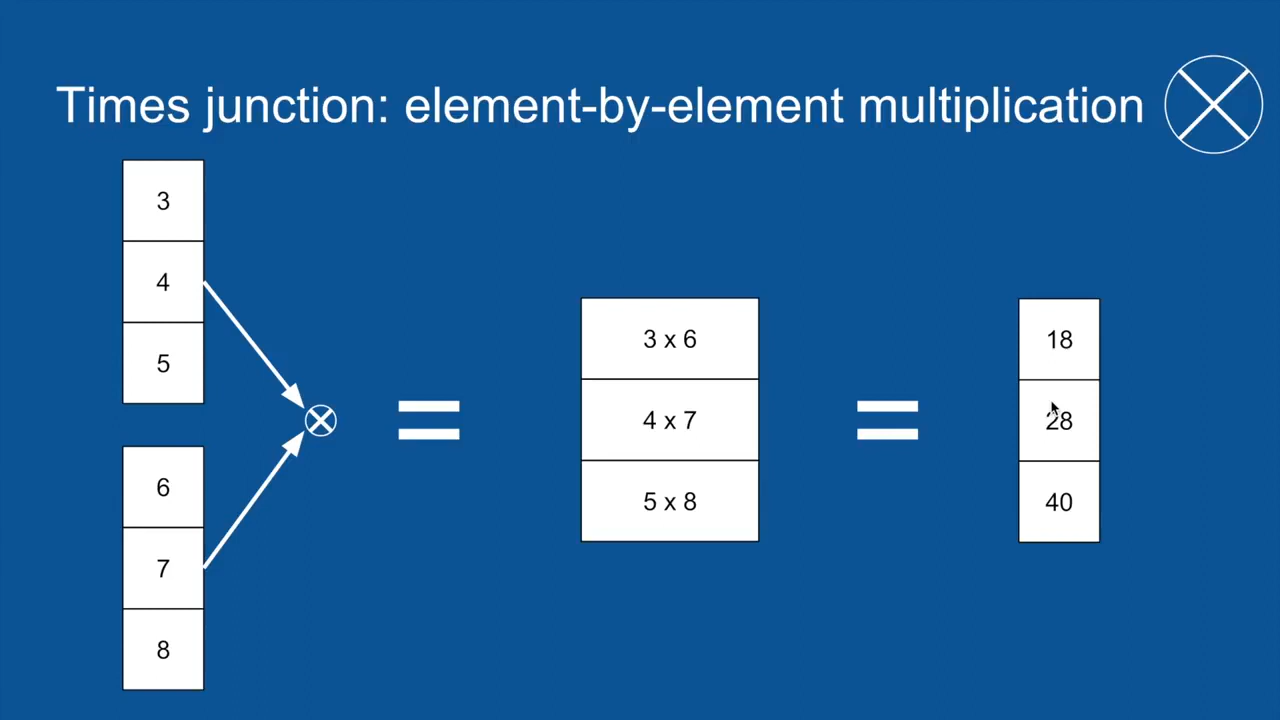 Times junction: element-by-element multiplication
3
4
5
6
7
8
=
3 x 6
4 x 7
5 x 8
=
18
28
40